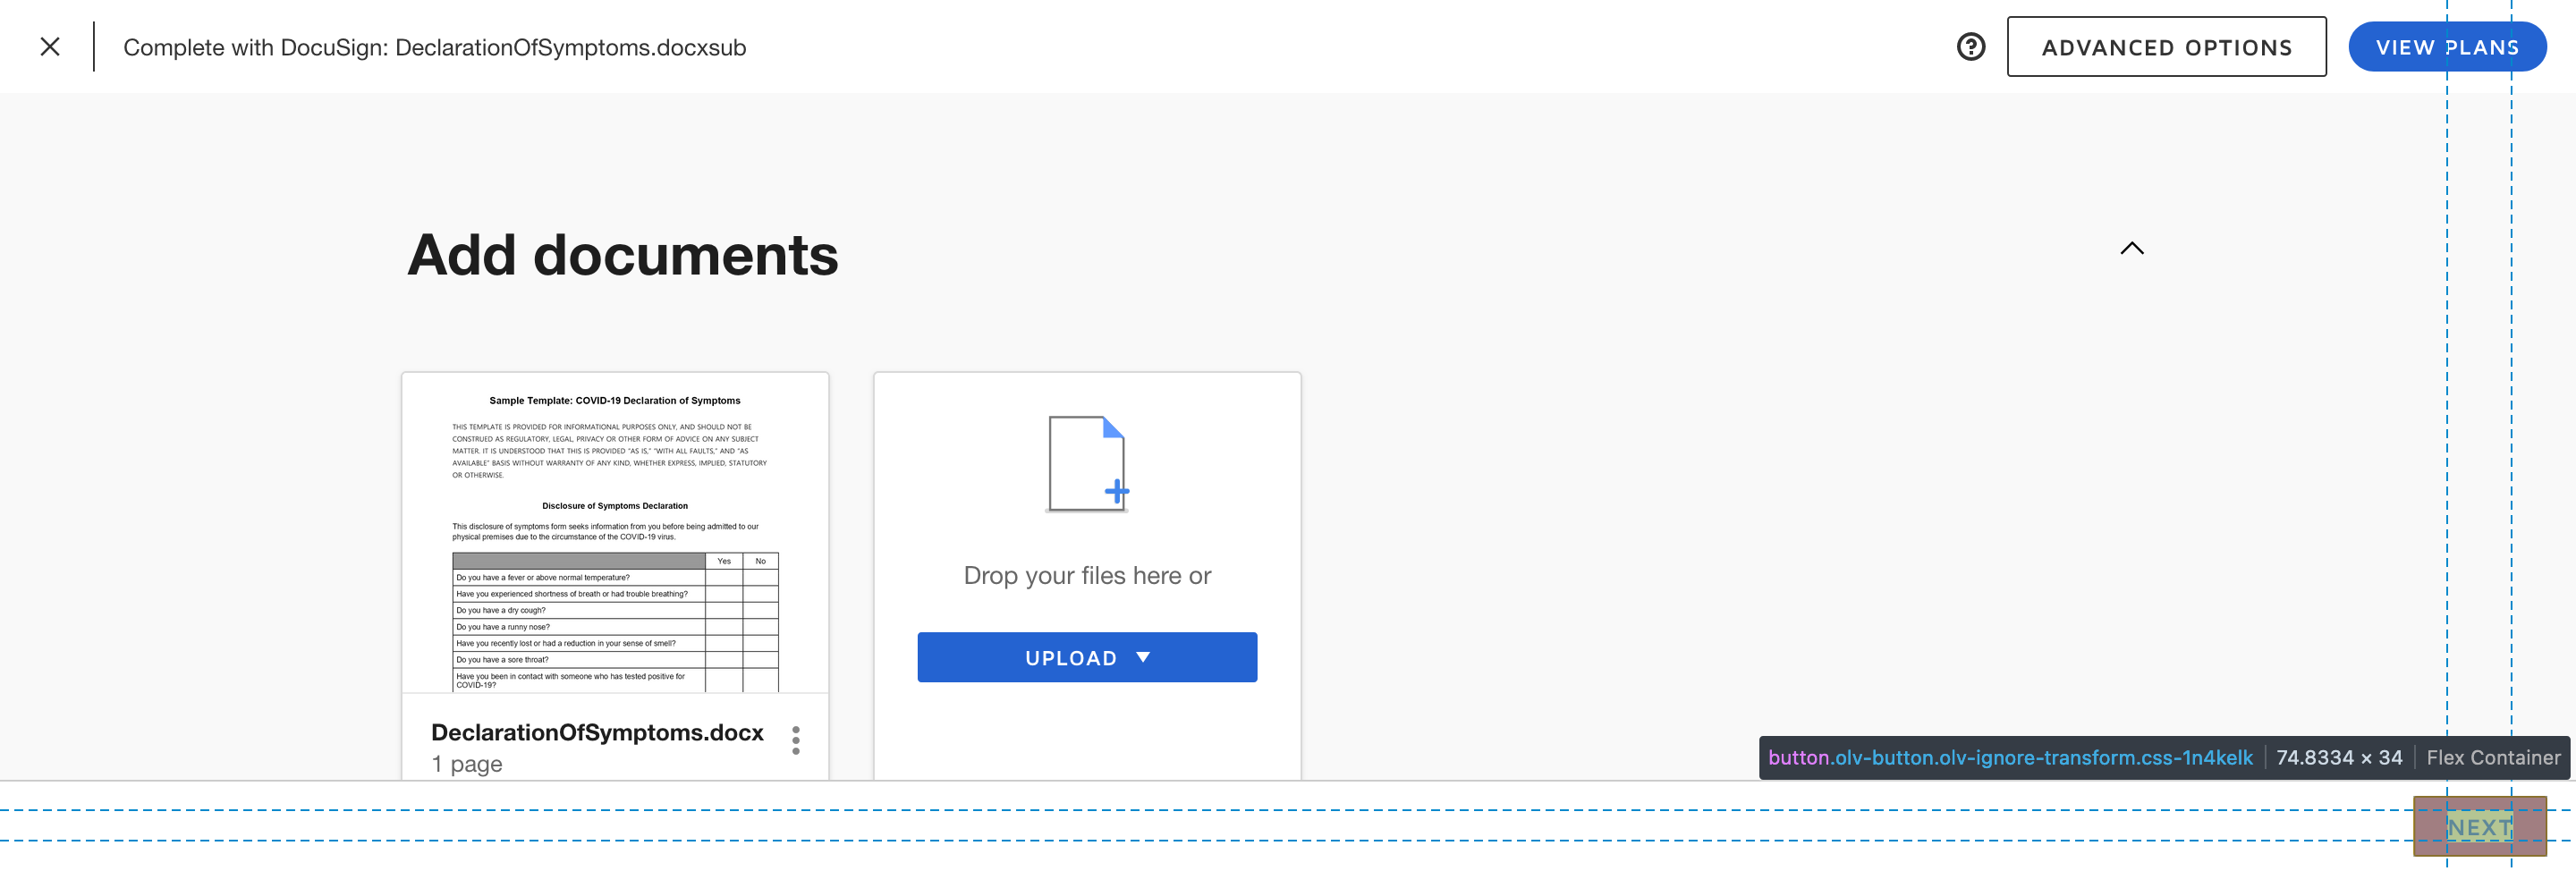 Complete with DocuSign: DeclarationOfSymptoms.docxsub
ADVANCED OPTIONS
VIEW PLANS
Add documents
Sample Template: COVID-19 Declaration of Symptoms
THIS TEMPLATE IS PROVIDED FOR INFORMATIONAL PURPOSES ONLY, AND SHOULD NOT BE
CONSTRUED AS REGULATORY, LEGAL, PRIVACY OR OTHER FORM OF ADVICE ON ANY SUBJECT
MATTER. IT IS UNDERSTOOD THAT THIS IS PROVIDED "AS IS," "WITH ALL FAULTS," AND "AS
AVAILABLE" BASIS WITHOUT WARRANTY OF ANY KIND, WHETHER EXPRESS, IMPLIED, STATUTORY
OR OTHERWISE.
Disclosure of Symptoms Declaration
This disclosure of symptoms form seeks information from you before being admitted to our
physical premises due to the circumstance of the COVID-19 virus.
Yes No
Do you have a fever or above normal temperature?
Have you experienced shortness of breath or had trouble breathing?
Do you have a dry cough?
Do you have a runny nose?
Have you recently lost or had a reduction in your sense of smell?
Do you have a sore throat?
Have you been in contact with someone who has tested positive for
COVID-19?
DeclarationOfSymptoms.docx
1 page
Drop your files here or
UPLOAD
button.olv-button.olv-ignore-transform.css-1n4kelk 74.8334 × 34 Flex Container
NEXT